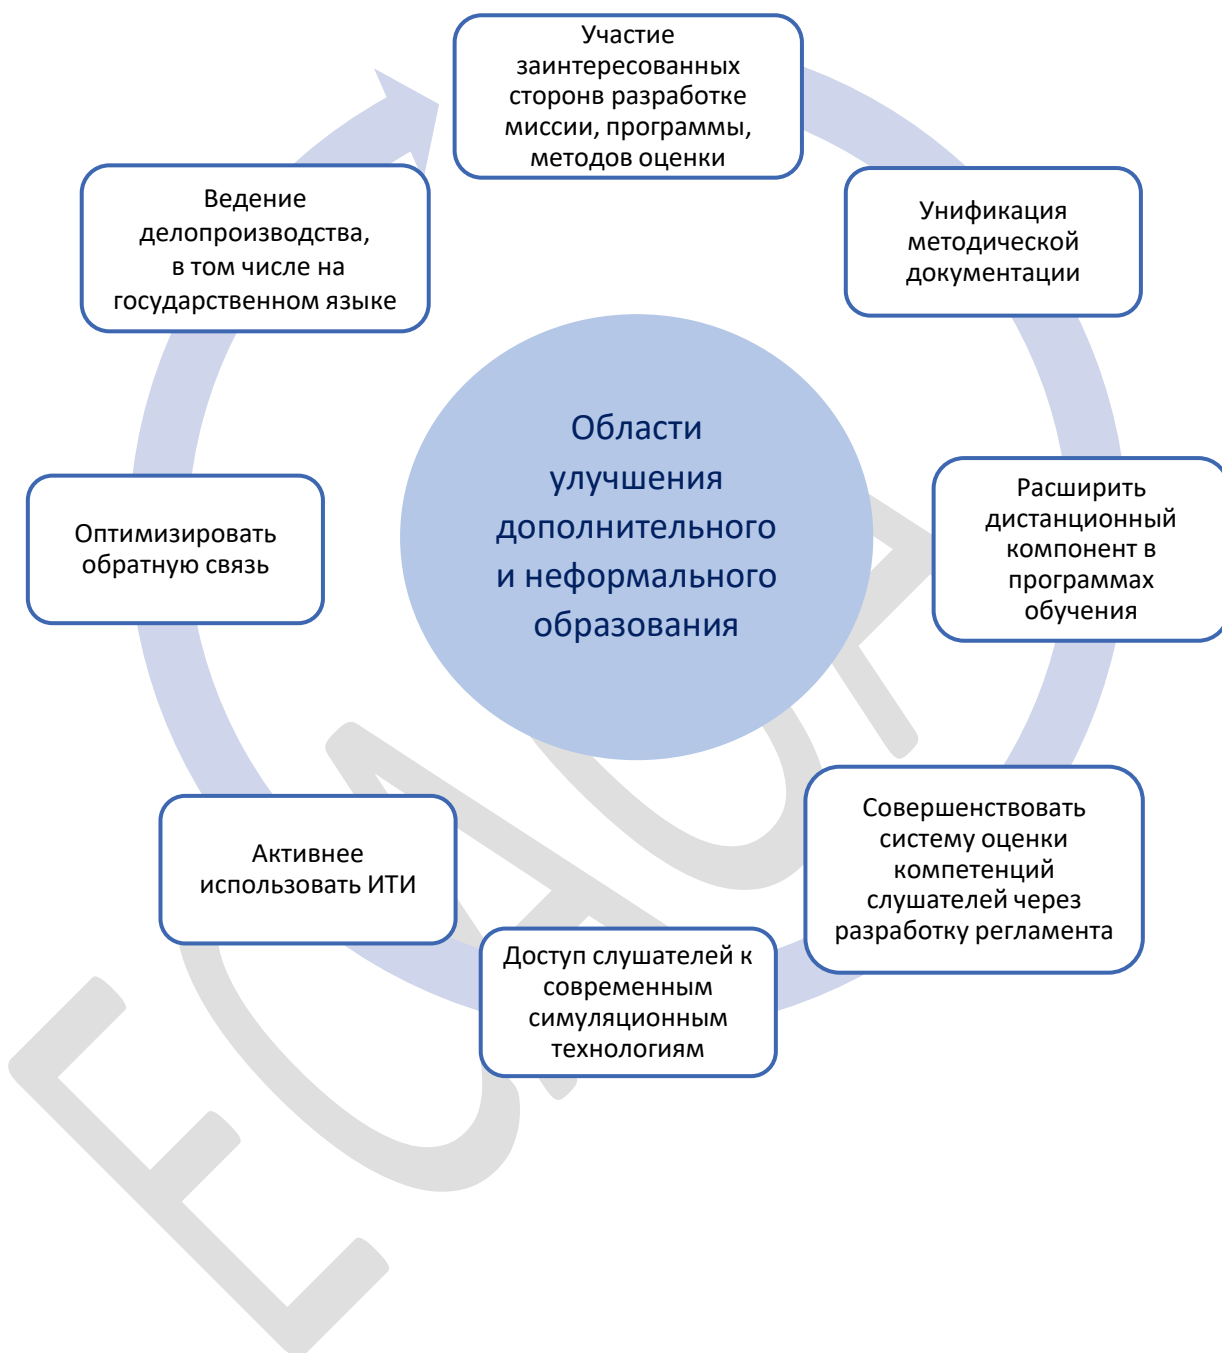 Участие
заинтересованных
сторонв разработке
миссии, программы,
методов оценки
Унификация
методической
документации
Расширить
дистанционный
компонент в
программах
обучения
Совершенствовать
систему оценки
компетенций
слушателей через
разработку регламента
Доступ слушателей к
современным
симуляционным
технологиям
Активнее
использовать ИТИ
Оптимизировать
обратную связь
Ведение
делопроизводства,
в том числе на
государственном языке
Области
улучшения
дополнительного
и неформального
образования